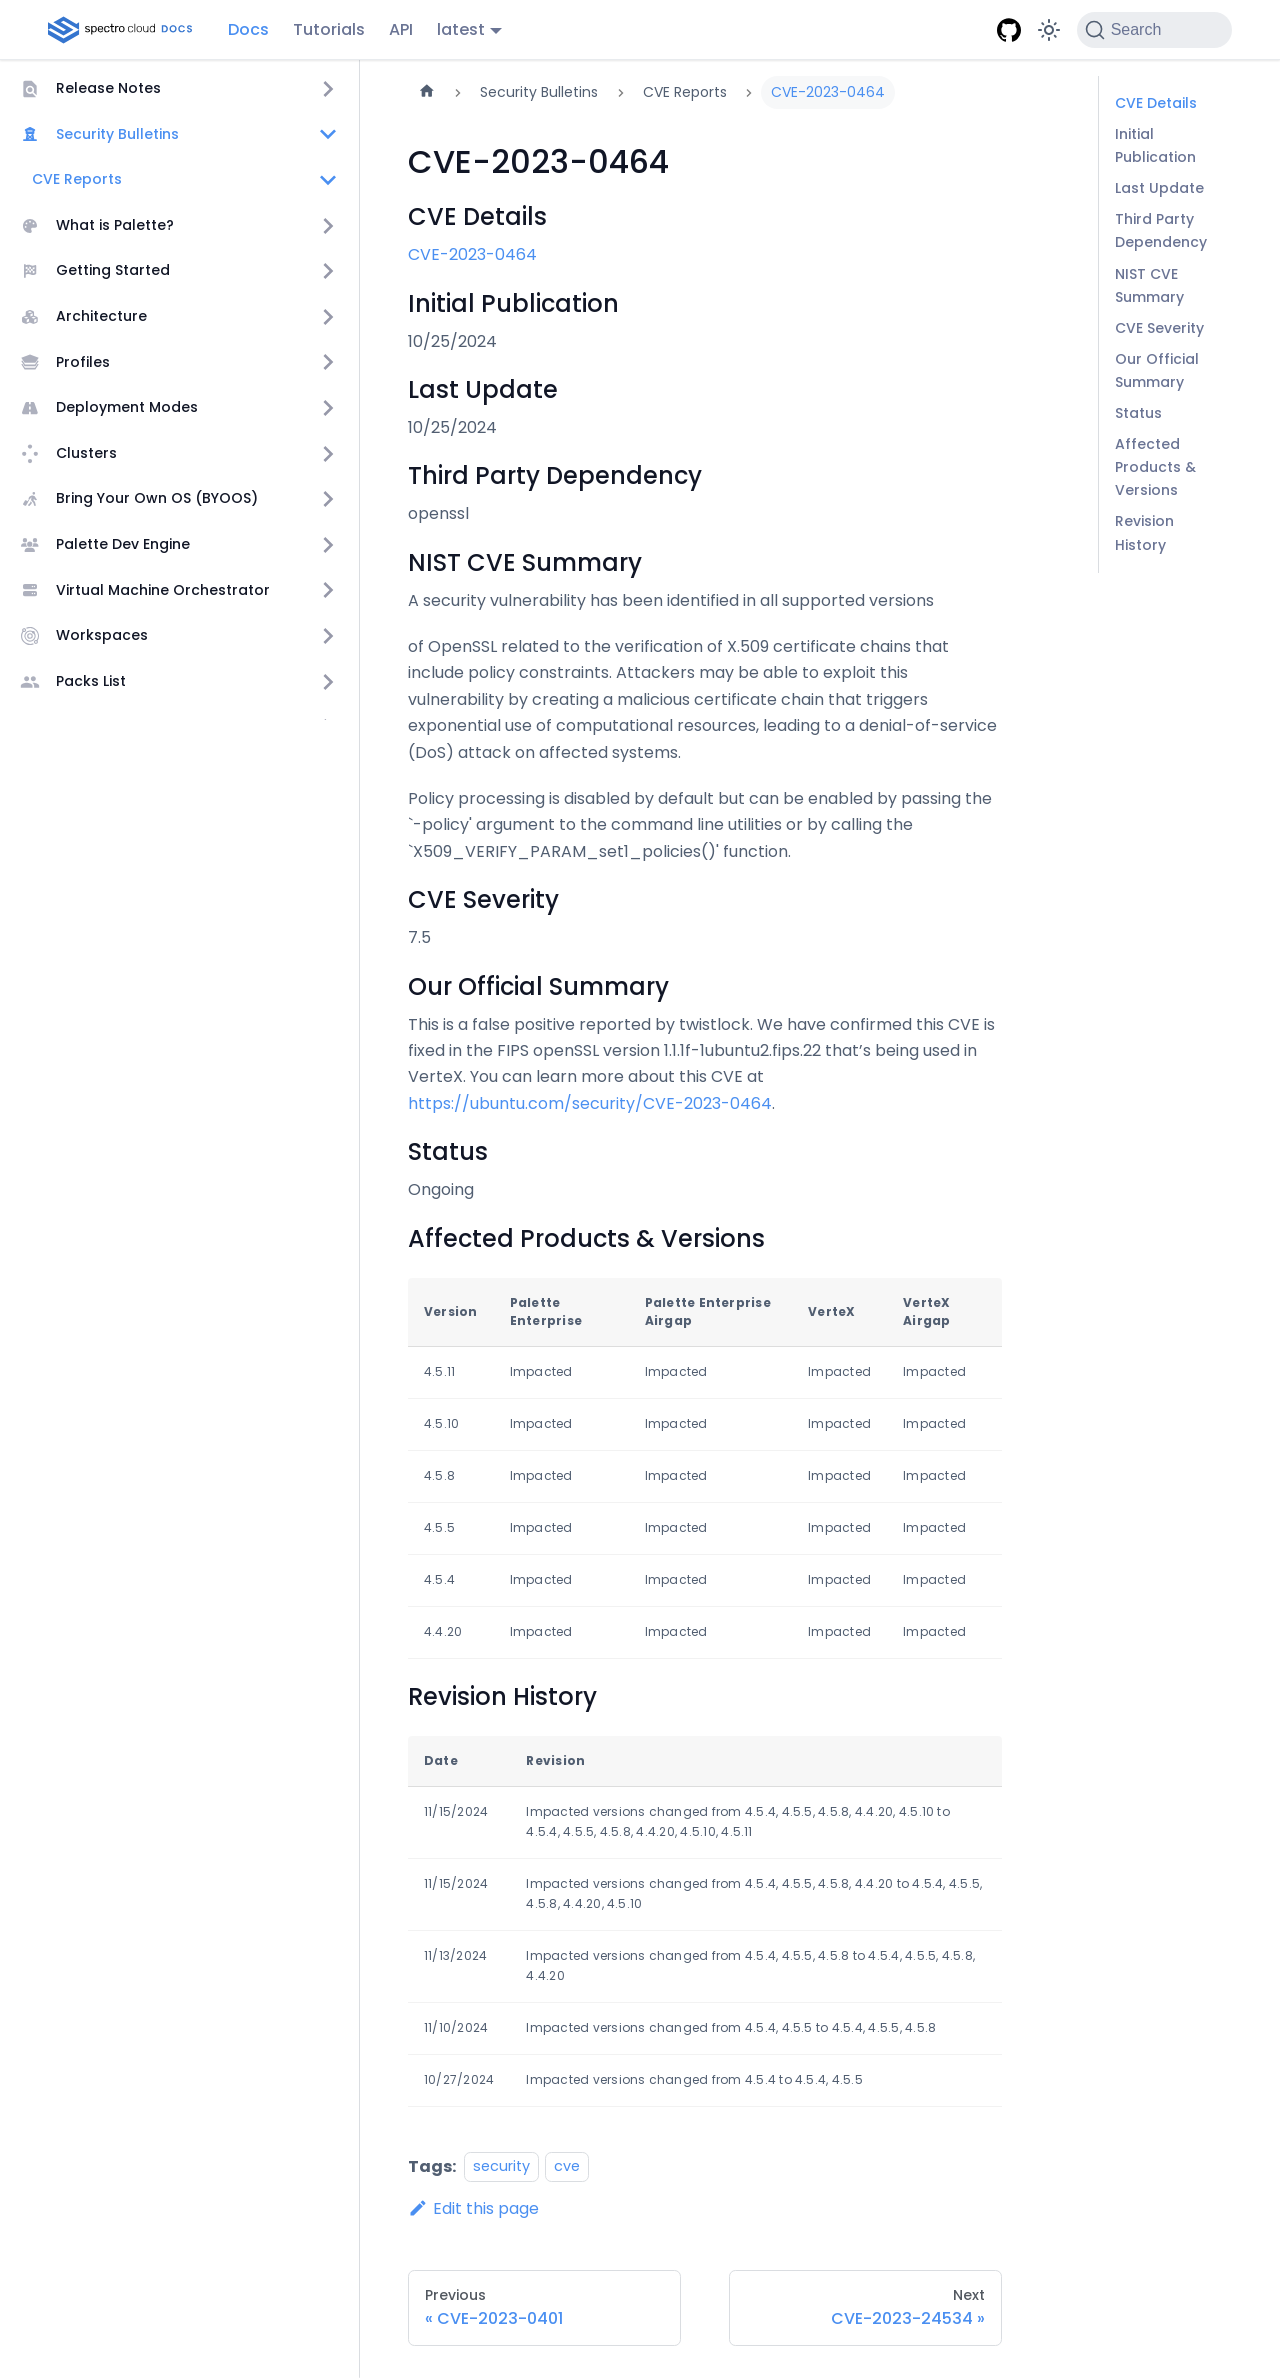 spectro cloud DOCS
Docs
Tutorials
API
latest
Search
Release Notes
Security Bulletins
CVE Reports
What is Palette?
Getting Started
Architecture
Profiles
Deployment Modes
Clusters
Bring Your Own OS (BYOOS)
Palette Dev Engine
Virtual Machine Orchestrator
Workspaces
Packs List
Security Bulletins
CVE Reports
CVE-2023-0464
CVE-2023-0464
CVE Details
CVE-2023-0464
Initial Publication
10/25/2024
Last Update
10/25/2024
Third Party Dependency
openssl
NIST CVE Summary
A security vulnerability has been identified in all supported versions
of OpenSSL related to the verification of X.509 certificate chains that
include policy constraints. Attackers may be able to exploit this
vulnerability by creating a malicious certificate chain that triggers
exponential use of computational resources, leading to a denial-of-service
(DoS) attack on affected systems.
Policy processing is disabled by default but can be enabled by passing the
`-policy' argument to the command line utilities or by calling the
`X509_VERIFY_PARAM_set1_policies()' function.
CVE Severity
7.5
Our Official Summary
This is a false positive reported by twistlock. We have confirmed this CVE is
fixed in the FIPS openSSL version 1.1.1f-1ubuntu2.fips.22 that’s being used in
VerteX. You can learn more about this CVE at
https://ubuntu.com/security/CVE-2023-0464.
Status
Ongoing
Affected Products & Versions
Version Palette Enterprise Palette Enterprise Airgap VerteX VerteX Airgap
4.5.11 Impacted Impacted Impacted Impacted
4.5.10 Impacted Impacted Impacted Impacted
4.5.8 Impacted Impacted Impacted Impacted
4.5.5 Impacted Impacted Impacted Impacted
4.5.4 Impacted Impacted Impacted Impacted
4.4.20 Impacted Impacted Impacted Impacted
Revision History
Date Revision
11/15/2024 Impacted versions changed from 4.5.4, 4.5.5, 4.5.8, 4.4.20, 4.5.10 to
4.5.4, 4.5.5, 4.5.8, 4.4.20, 4.5.10, 4.5.11
11/15/2024 Impacted versions changed from 4.5.4, 4.5.5, 4.5.8, 4.4.20 to 4.5.4, 4.5.5,
4.5.8, 4.4.20, 4.5.10
11/13/2024 Impacted versions changed from 4.5.4, 4.5.5, 4.5.8 to 4.5.4, 4.5.5, 4.5.8,
4.4.20
11/10/2024 Impacted versions changed from 4.5.4, 4.5.5 to 4.5.4, 4.5.5, 4.5.8
10/27/2024 Impacted versions changed from 4.5.4 to 4.5.4, 4.5.5
Tags: security cve
Edit this page
Previous
« CVE-2023-0401
Next
CVE-2023-24534 »
CVE Details
Initial
Publication
Last Update
Third Party
Dependency
NIST CVE
Summary
CVE Severity
Our Official
Summary
Status
Affected
Products &
Versions
Revision
History